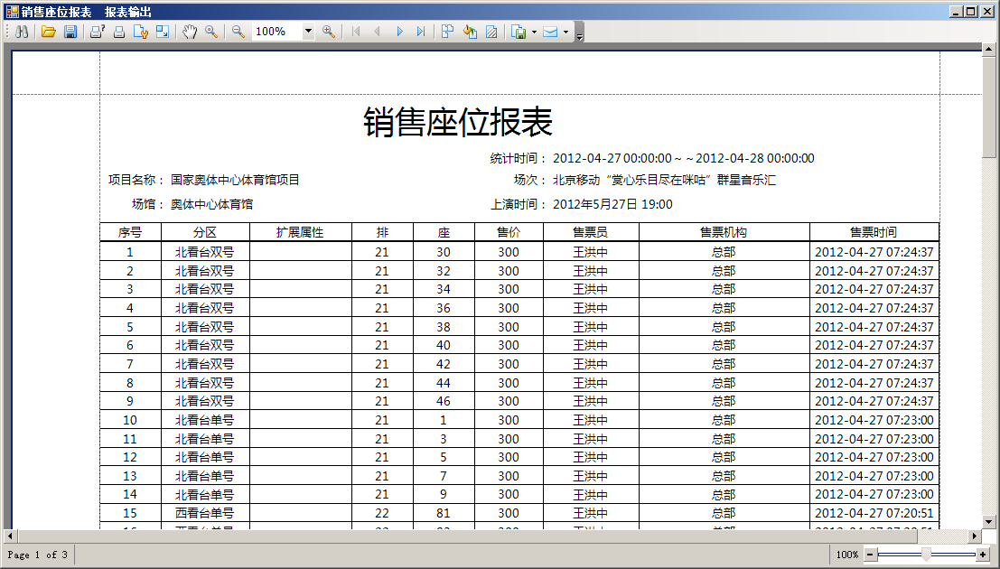 销售座位报表 报表输出
100%
销售座位报表
统计时间： 2012-04-27 00:00:00～～2012-04-28 00:00:00
项目名称： 国家奥体中心体育馆项目 场次： 北京移动“赏心乐目尽在咪咕”群星音乐汇
场馆： 奥体中心体育馆 上演时间： 2012年5月27日 19:00
序号 分区 扩展属性 排 座 售价 售票员 售票机构 售票时间
1 北看台双号 21 30 300 王洪中 总部 2012-04-27 07:24:37
2 北看台双号 21 32 300 王洪中 总部 2012-04-27 07:24:37
3 北看台双号 21 34 300 王洪中 总部 2012-04-27 07:24:37
4 北看台双号 21 36 300 王洪中 总部 2012-04-27 07:24:37
5 北看台双号 21 38 300 王洪中 总部 2012-04-27 07:24:37
6 北看台双号 21 40 300 王洪中 总部 2012-04-27 07:24:37
7 北看台双号 21 42 300 王洪中 总部 2012-04-27 07:24:37
8 北看台双号 21 44 300 王洪中 总部 2012-04-27 07:24:37
9 北看台双号 21 46 300 王洪中 总部 2012-04-27 07:24:37
10 北看台单号 21 1 300 王洪中 总部 2012-04-27 07:23:00
11 北看台单号 21 3 300 王洪中 总部 2012-04-27 07:23:00
12 北看台单号 21 5 300 王洪中 总部 2012-04-27 07:23:00
13 北看台单号 21 7 300 王洪中 总部 2012-04-27 07:23:00
14 北看台单号 21 9 300 王洪中 总部 2012-04-27 07:23:00
15 西看台单号 22 81 300 王洪中 总部 2012-04-27 07:20:51
Page 1 of 3 100%